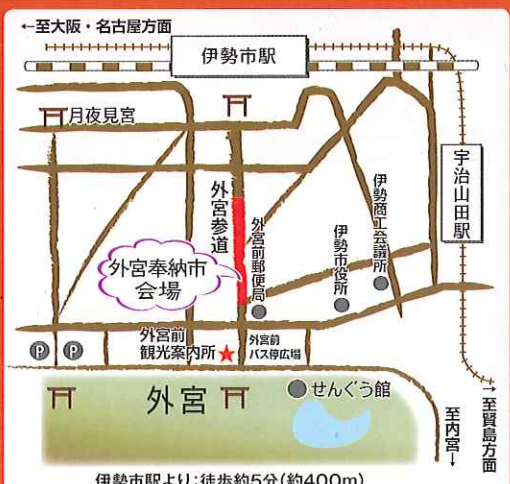 ←至大阪・名古屋方面
伊勢市駅
月夜見宮
宇治山田駅
外宮参道
外宮奉納市
会場
外宮前郵便局
伊勢市役所
伊勢商工会議所
外宮前
観光案内所
外宮前
バス停広場
P
P
外宮
せんぐう館
至内宮→
→至賢島方面
伊勢市駅より:徒歩約5分(約400m)